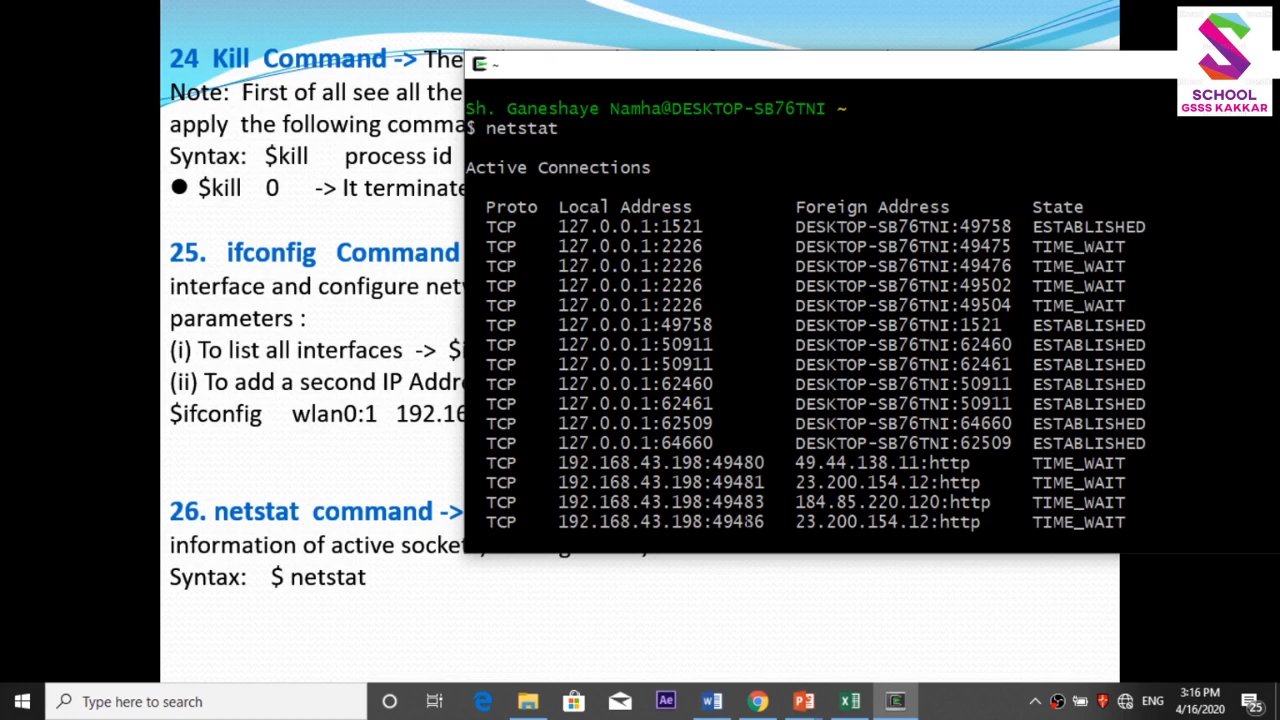 24 Kill Command -> The
Note: First of all see all the
apply the following comma
Syntax: $kill process id
● $kill 0 -> It terminate
25. ifconfig Command
interface and configure netw
parameters :
(i) To list all interfaces -> $i
(ii) To add a second IP Addre
$ifconfig wlan0:1 192.16
26. netstat command ->
information of active socket
Syntax: $ netstat
~
Sh. Ganeshaye Namha@DESKTOP-SB76TNI ~
$ netstat
Active Connections
Proto Local Address Foreign Address State
TCP 127.0.0.1:1521 DESKTOP-SB76TNI:49758 ESTABLISHED
TCP 127.0.0.1:2226 DESKTOP-SB76TNI:49475 TIME_WAIT
TCP 127.0.0.1:2226 DESKTOP-SB76TNI:49476 TIME_WAIT
TCP 127.0.0.1:2226 DESKTOP-SB76TNI:49502 TIME_WAIT
TCP 127.0.0.1:2226 DESKTOP-SB76TNI:49504 TIME_WAIT
TCP 127.0.0.1:49758 DESKTOP-SB76TNI:1521 ESTABLISHED
TCP 127.0.0.1:50911 DESKTOP-SB76TNI:62460 ESTABLISHED
TCP 127.0.0.1:50911 DESKTOP-SB76TNI:62461 ESTABLISHED
TCP 127.0.0.1:62460 DESKTOP-SB76TNI:50911 ESTABLISHED
TCP 127.0.0.1:62461 DESKTOP-SB76TNI:50911 ESTABLISHED
TCP 127.0.0.1:62509 DESKTOP-SB76TNI:64660 ESTABLISHED
TCP 127.0.0.1:64660 DESKTOP-SB76TNI:62509 ESTABLISHED
TCP 192.168.43.198:49480 49.44.138.11:http TIME_WAIT
TCP 192.168.43.198:49481 23.200.154.12:http TIME_WAIT
TCP 192.168.43.198:49483 184.85.220.120:http TIME_WAIT
TCP 192.168.43.198:49486 23.200.154.12:http TIME_WAIT
SCHOOL
GSSS KAKKAR
Type here to search
Ae
ENG
3:16 PM
4/16/2020
25